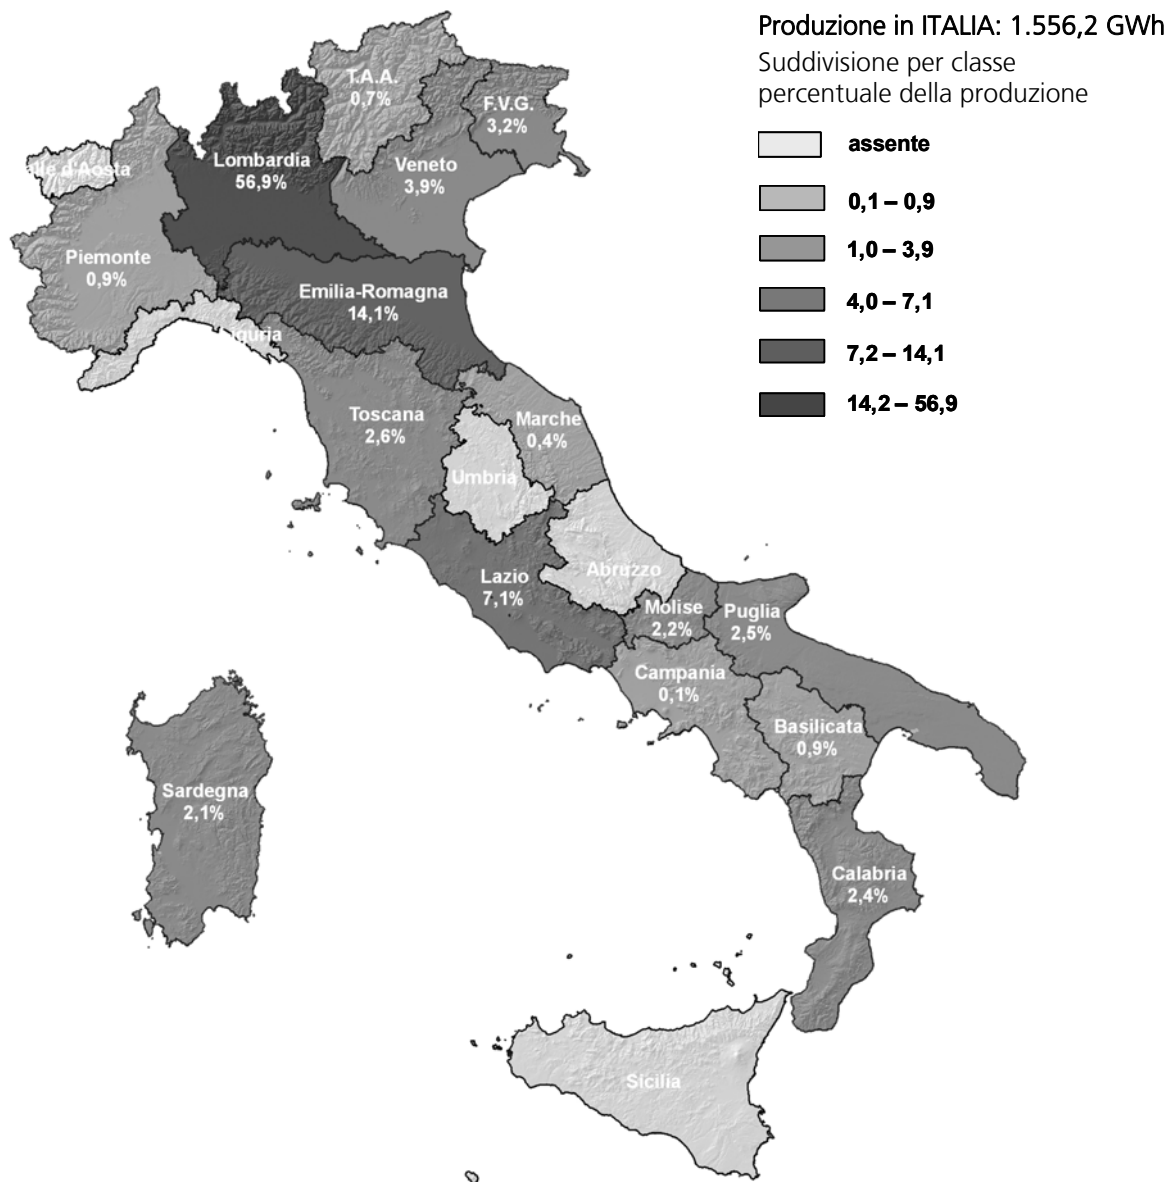 Produzione in ITALIA: 1.556,2 GWh
Suddivisione per classe
percentuale della produzione
assente
0,1 – 0,9
1,0 – 3,9
4,0 – 7,1
7,2 – 14,1
14,2 – 56,9
T.A.A.
0,7%
F.V.G.
3,2%
Lombardia
56,9%
Veneto
3,9%
alle d'Aosta
Piemonte
0,9%
Emilia-Romagna
14,1%
Liguria
Toscana
2,6%
Marche
0,4%
Umbria
Lazio
7,1%
Abruzzo
Molise
2,2%
Puglia
2,5%
Campania
0,1%
Basilicata
0,9%
Sardegna
2,1%
Calabria
2,4%
Sicilia